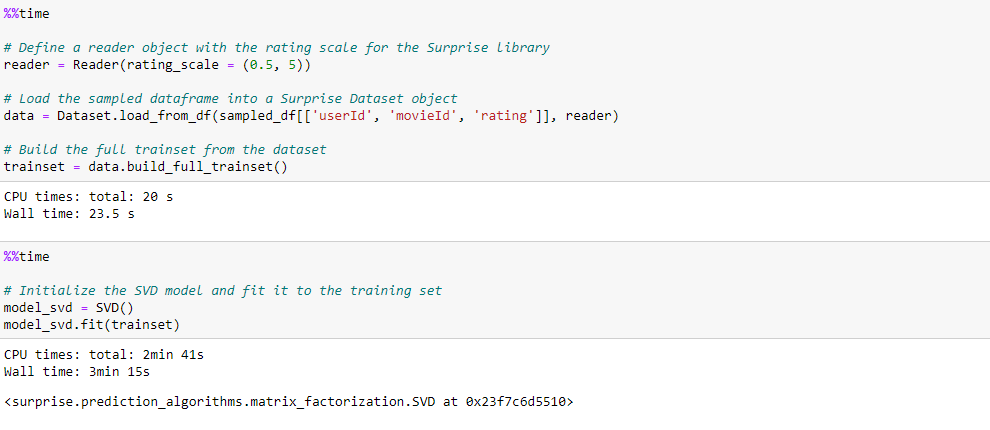 %%time
# Define a reader object with the rating scale for the Surprise library
reader = Reader(rating_scale = (0.5, 5))
# Load the sampled dataframe into a Surprise Dataset object
data = Dataset.load_from_df(sampled_df[['userId', 'movieId', 'rating']], reader)
# Build the full trainset from the dataset
trainset = data.build_full_trainset()
CPU times: total: 20 s
Wall time: 23.5 s
%%time
# Initialize the SVD model and fit it to the training set
model_svd = SVD()
model_svd.fit(trainset)
CPU times: total: 2min 41s
Wall time: 3min 15s
<surprise.prediction_algorithms.matrix_factorization.SVD at 0x23f7c6d5510>